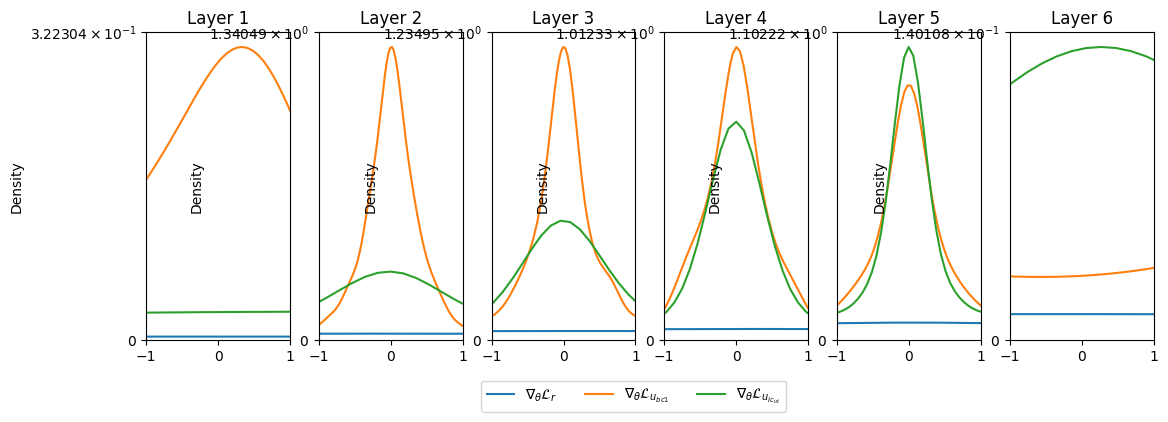 Layer 1 Layer 2 Layer 3 Layer 4 Layer 5 Layer 6
3.22304 × 10⁻¹ 1.34049 × 10⁰ 1.23495 × 10⁰ 1.01233 × 10⁰ 1.10222 × 10⁰ 1.40108 × 10⁻¹
Density Density Density Density Density Density
0 0 0 0 0 0
−1 0 1 −1 0 1 −1 0 1 −1 0 1 −1 0 1 −1 0 1
∇θℒr ∇θℒu_bc1 ∇θℒu_ic_ut